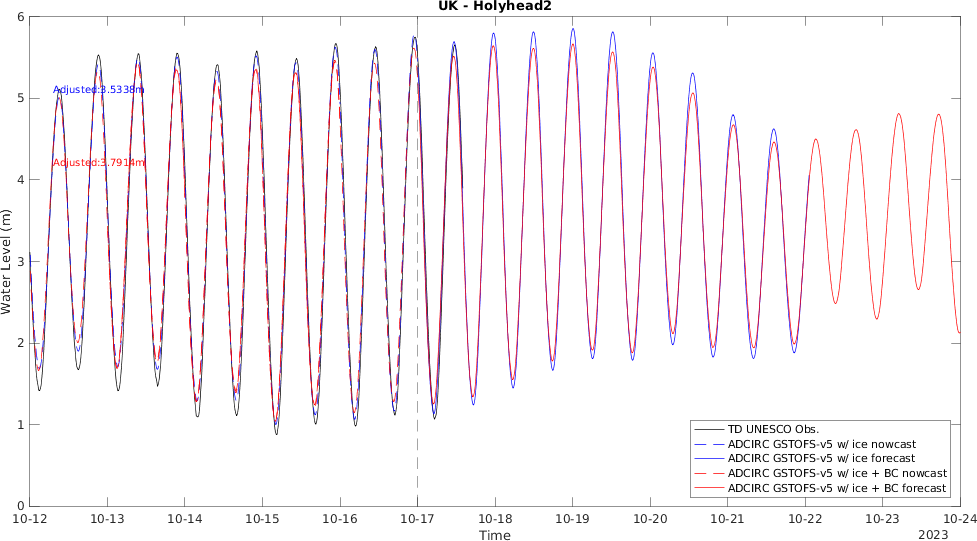 UK - Holyhead2
6
5
4
3
2
1
0
Water Level (m)
Adjusted:3.5338m
Adjusted:3.7914m
TD UNESCO Obs.
ADCIRC GSTOFS-v5 w/ ice nowcast
ADCIRC GSTOFS-v5 w/ ice forecast
ADCIRC GSTOFS-v5 w/ ice + BC nowcast
ADCIRC GSTOFS-v5 w/ ice + BC forecast
10-12 10-13 10-14 10-15 10-16 10-17 10-18 10-19 10-20 10-21 10-22 10-23 10-24
Time
2023